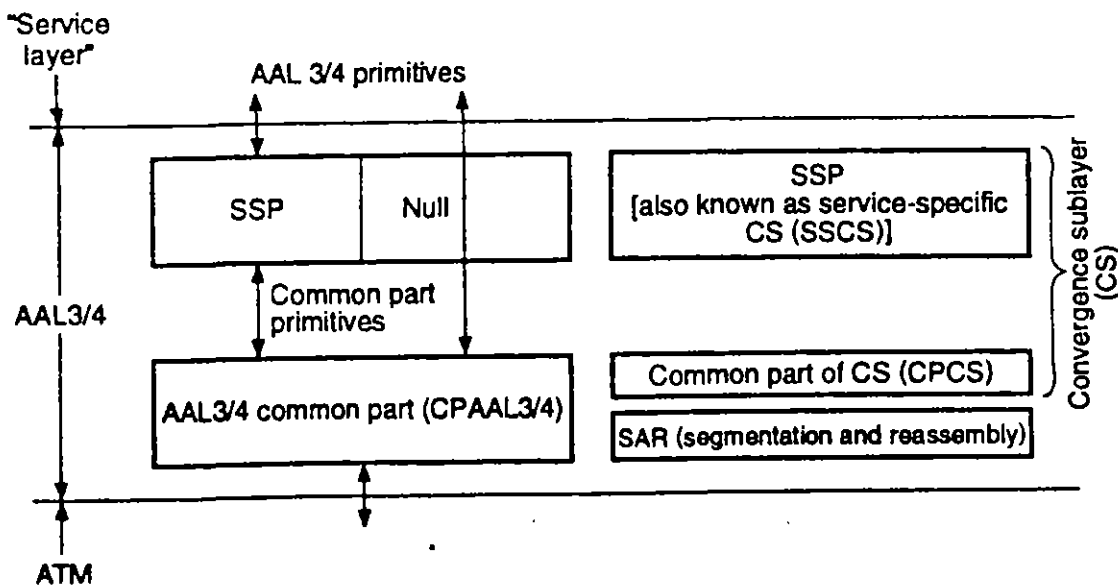 "Service
layer"
AAL 3/4 primitives
SSP
Null
SSP
[also known as service-specific
CS (SSCS)]
Convergence sublayer
(CS)
AAL3/4
Common part
primitives
AAL3/4 common part (CPAAL3/4)
Common part of CS (CPCS)
SAR (segmentation and reassembly)
ATM